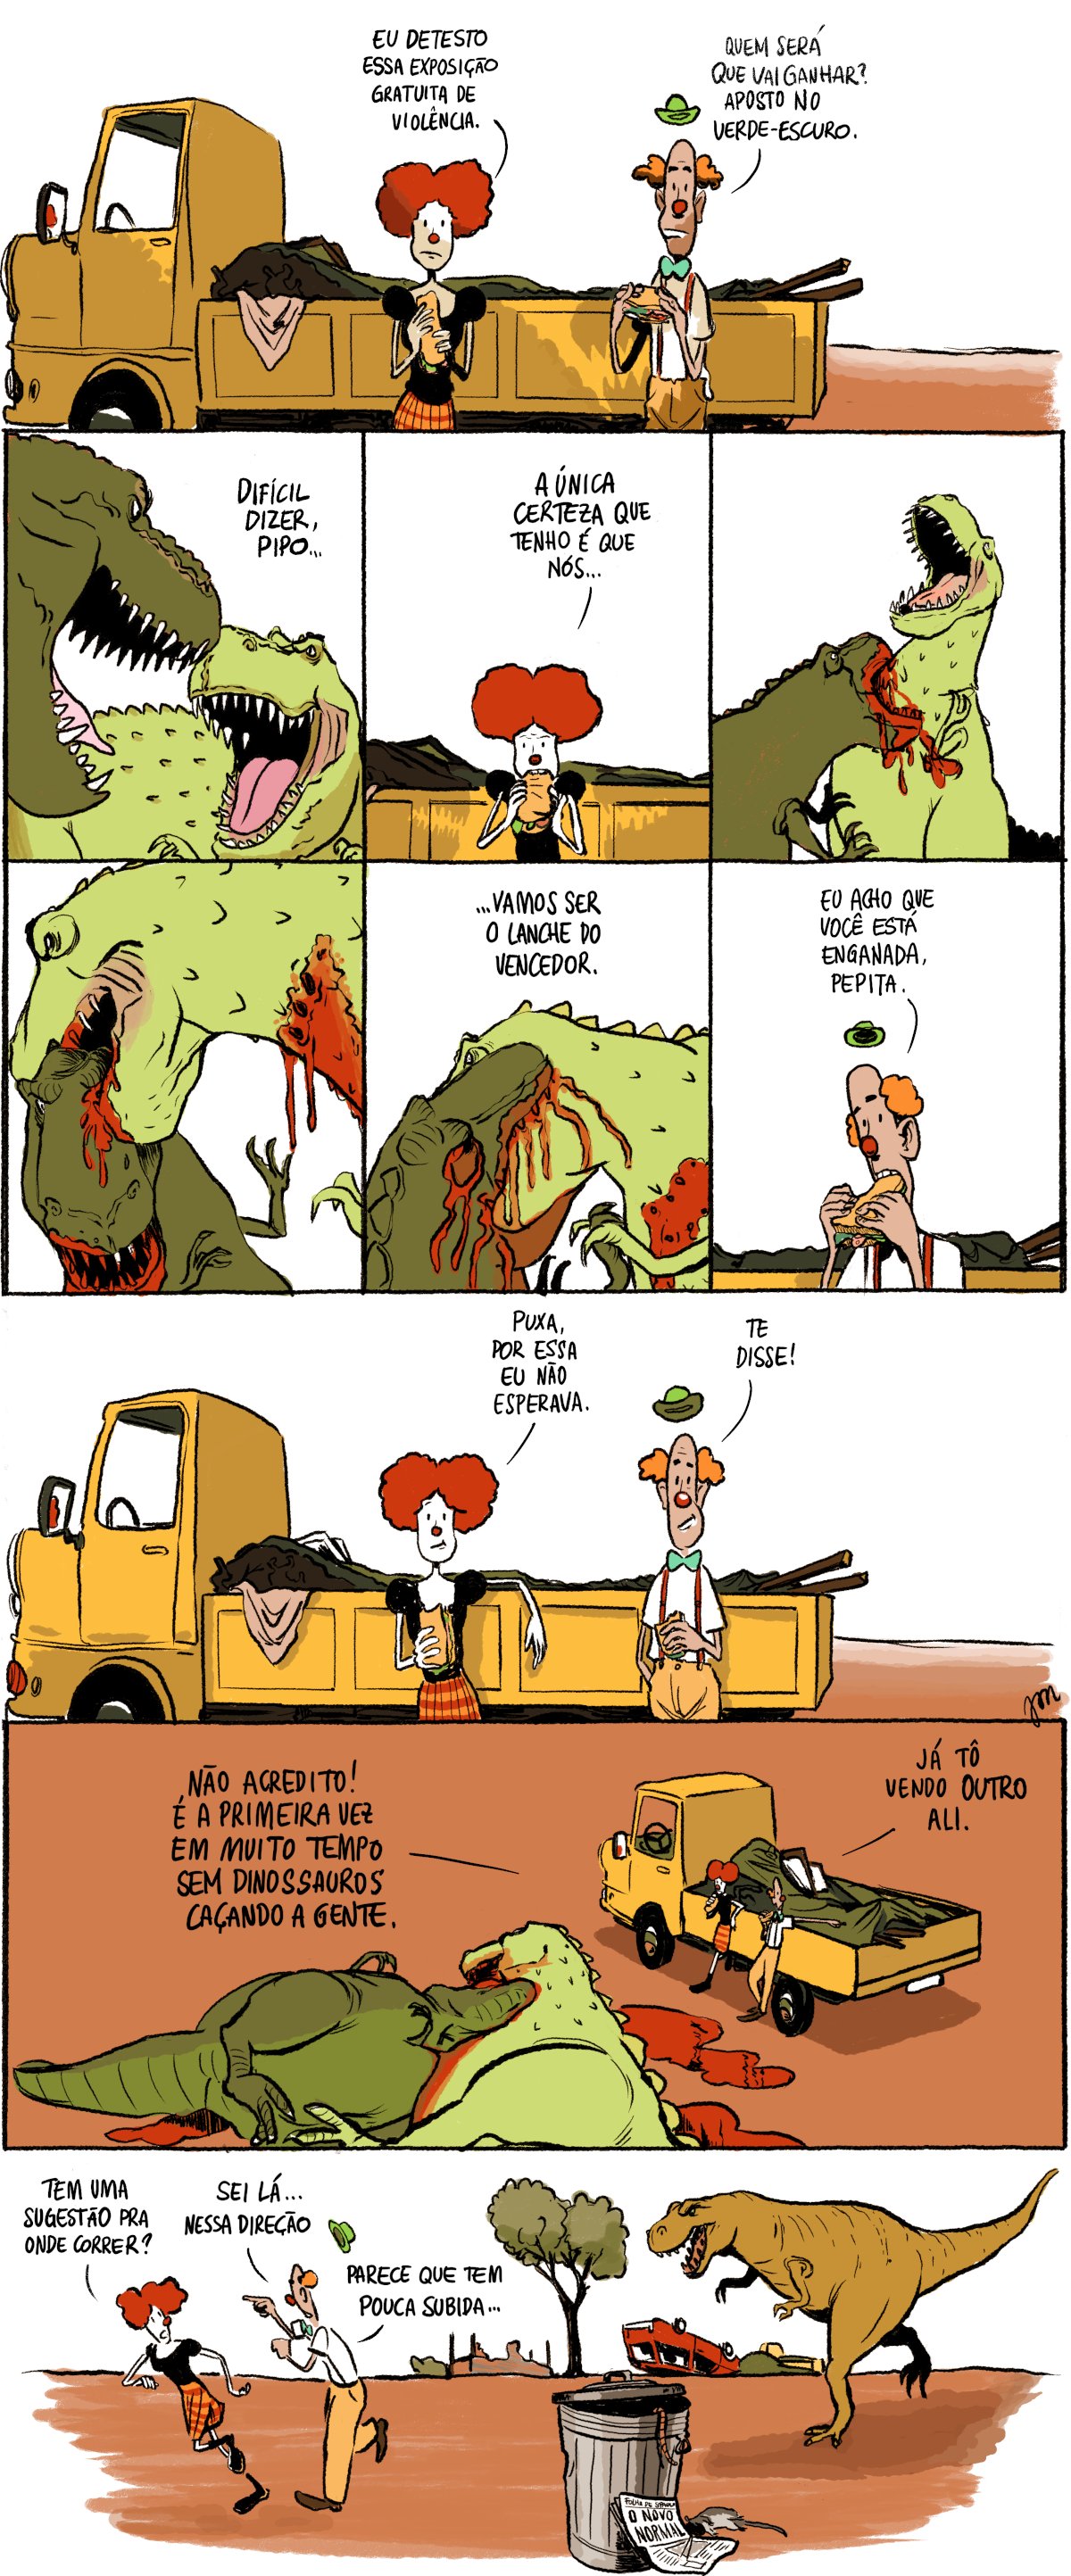 EU DETESTO
ESSA EXPOSIÇÃO
GRATUITA DE
VIOLÊNCIA.
QUEM SERÁ
QUE VAI GANHAR?
APOSTO NO
VERDE-ESCURO.
DIFÍCIL
DIZER,
PIPO...
A ÚNICA
CERTEZA QUE
TENHO É QUE
NÓS...
...VAMOS SER
O LANCHE DO
VENCEDOR.
EU ACHO QUE
VOCÊ ESTÁ
ENGANADA,
PEPITA.
PUXA,
POR ESSA
EU NÃO
ESPERAVA.
TE
DISSE!
JM
NÃO ACREDITO!
É A PRIMEIRA VEZ
EM MUITO TEMPO
SEM DINOSSAUROS
CAÇANDO A GENTE.
JÁ TÔ
VENDO OUTRO
ALI.
TEM UMA
SUGESTÃO PRA
ONDE CORRER?
SEI LÁ...
NESSA DIREÇÃO
PARECE QUE TEM
POUCA SUBIDA...
O NOVO
NORMAL